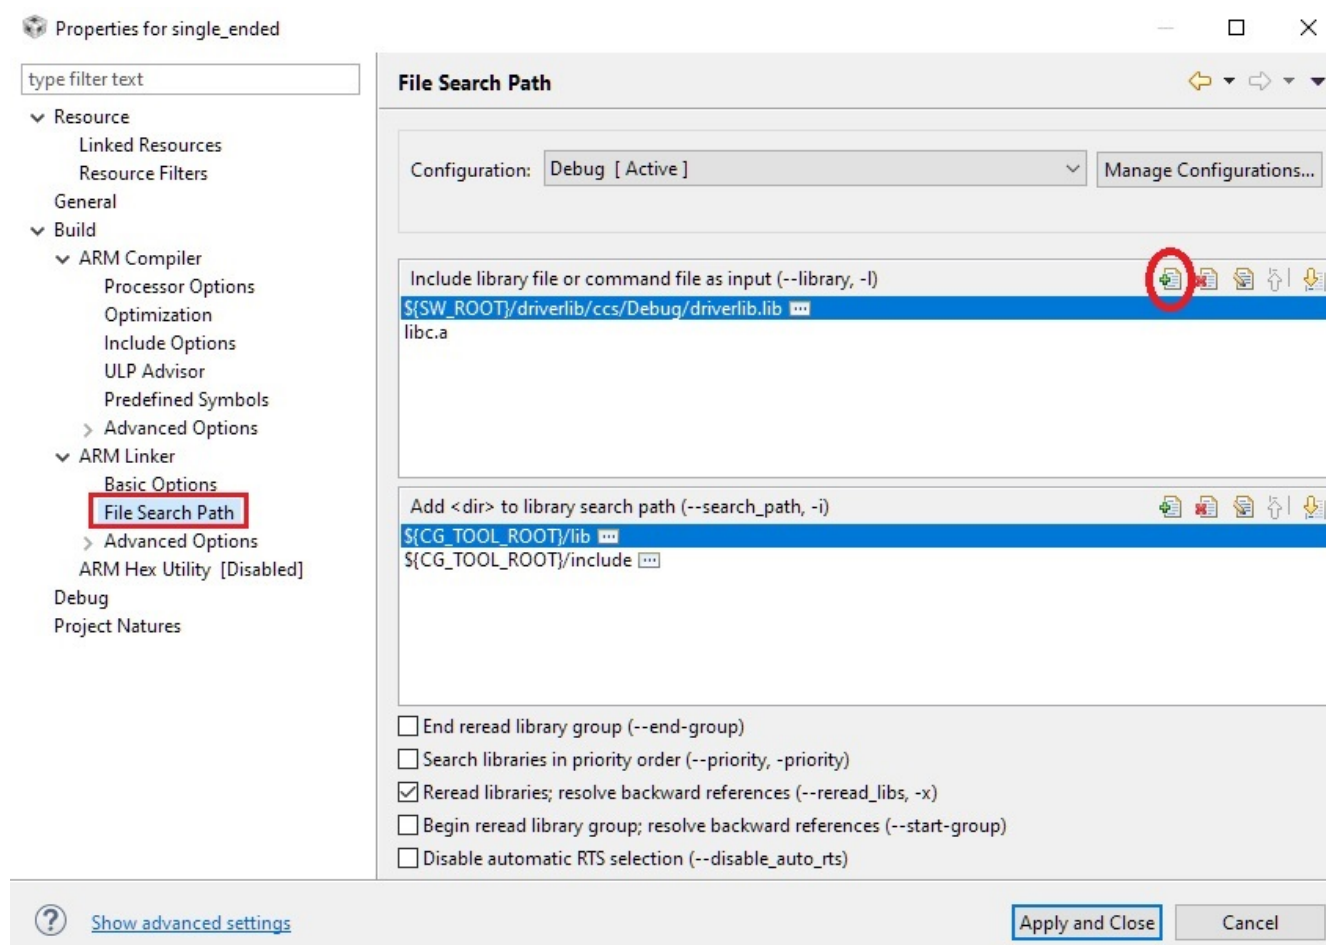 Properties for single_ended
type filter text
Resource
Linked Resources
Resource Filters
General
Build
ARM Compiler
Processor Options
Optimization
Include Options
ULP Advisor
Predefined Symbols
Advanced Options
ARM Linker
Basic Options
File Search Path
Advanced Options
ARM Hex Utility [Disabled]
Debug
Project Natures
File Search Path
Configuration: Debug [ Active ] Manage Configurations...
Include library file or command file as input (--library, -l)
${SW_ROOT}/driverlib/ccs/Debug/driverlib.lib
libc.a
Add <dir> to library search path (--search_path, -i)
${CG_TOOL_ROOT}/lib
${CG_TOOL_ROOT}/include
End reread library group (--end-group)
Search libraries in priority order (--priority, -priority)
Reread libraries; resolve backward references (--reread_libs, -x)
Begin reread library group; resolve backward references (--start-group)
Disable automatic RTS selection (--disable_auto_rts)
Show advanced settings
Apply and Close Cancel